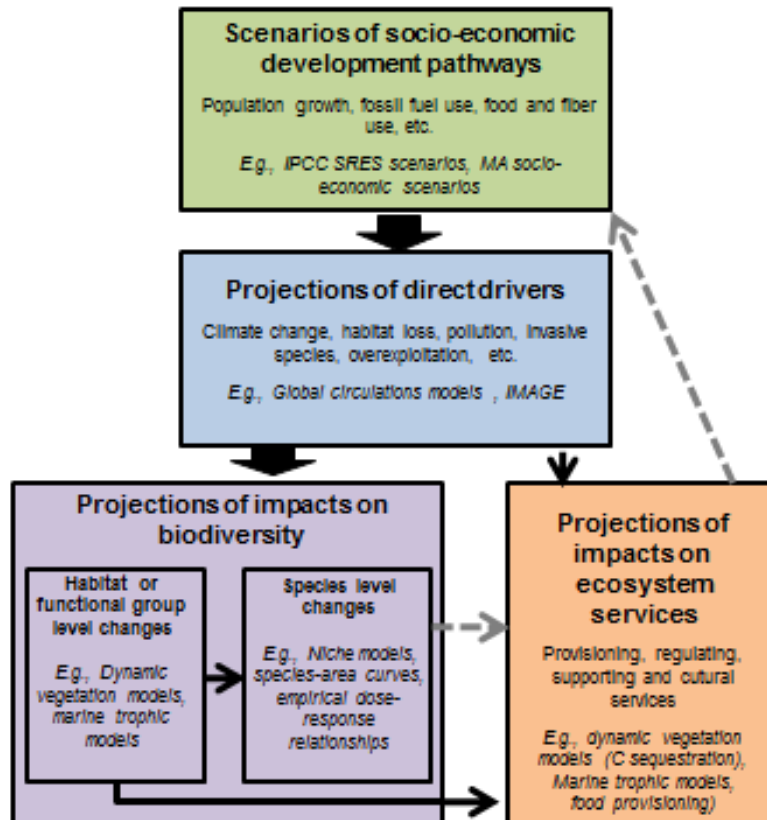 Scenarios of socio-economic
development pathways
Population growth, fossil fuel use, food and fiber
use, etc.
E.g., IPCC SRES scenarios, MA socio-
economic scenarios
Projections of direct drivers
Climate change, habitat loss, pollution, invasive
species, overexploitation, etc.
E.g., Global circulations models , IMAGE
Projections of impacts on
biodiversity
Habitat or
functional group
level changes
E.g., Dynamic
vegetation models,
marine trophic
models
Species level
changes
E.g., Niche models,
species-area curves,
empirical dose-
response
relationships
Projections of
impacts on
ecosystem
services
Provisioning, regulating,
supporting and cutural
services
E.g., dynamic vegetation
models (C sequestration),
Marine trophic models,
food provisioning)